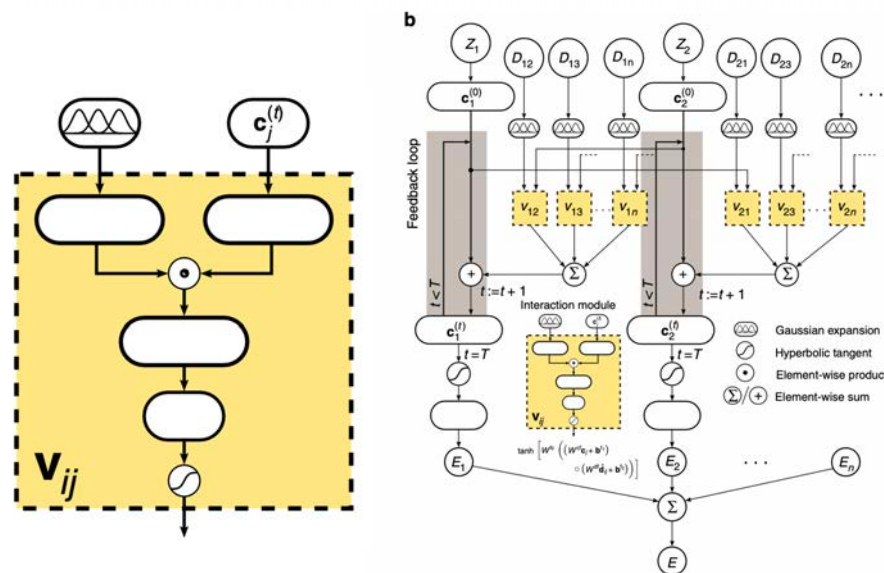 c_j^(t)
v_ij
b
Z_1 D_12 D_13 D_1n Z_2 D_21 D_23 D_2n
c_1^(0) c_2^(0) . . .
Feedback loop
v_12 v_13 v_1n v_21 v_23 v_2n
+ Σ + Σ
t<T t:=t+1 t<T t:=t+1
Interaction module
c_1^(t) c_2^(t)
Gaussian expansion
t=T t=T
Hyperbolic tangent
Element-wise produc
Σ/+ Element-wise sum
v_ij
tanh
E_1 E_2 . . . E_n
Σ
E